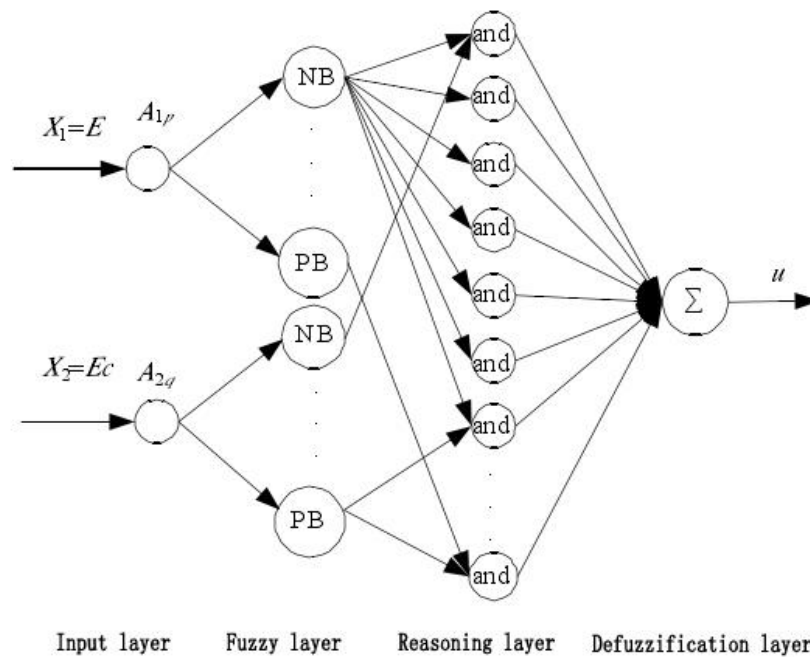 X₁=E
A₁ₚ
NB
PB
X₂=Ec
A₂q
NB
PB
and
and
and
and
and
and
and
and
Σ
u
Input layer
Fuzzy layer
Reasoning layer
Defuzzification layer